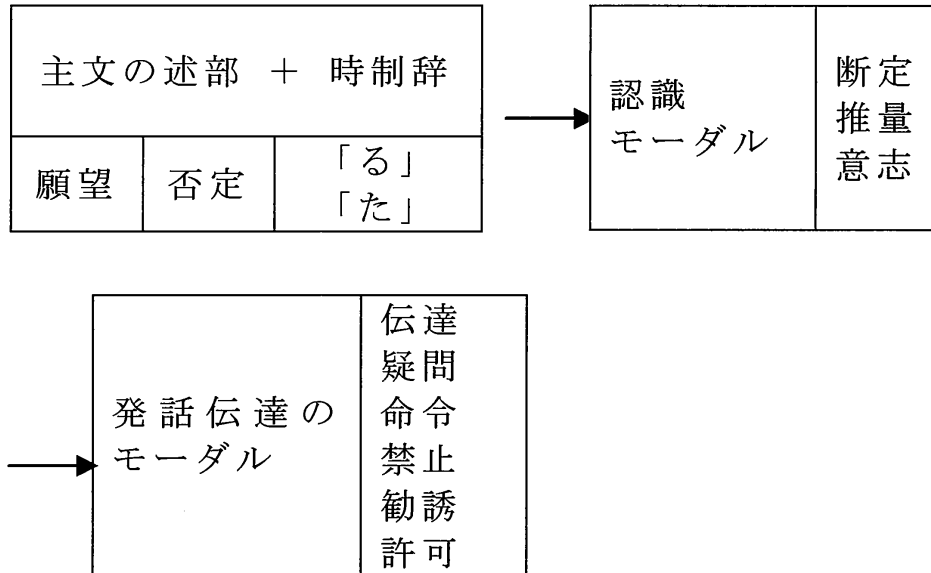 主文の述部 + 時制辞
願望
否定
「る」
「た」
認識
モーダル
断定
推量
意志
発話伝達の
モーダル
伝達
疑問
命令
禁止
勧誘
許可